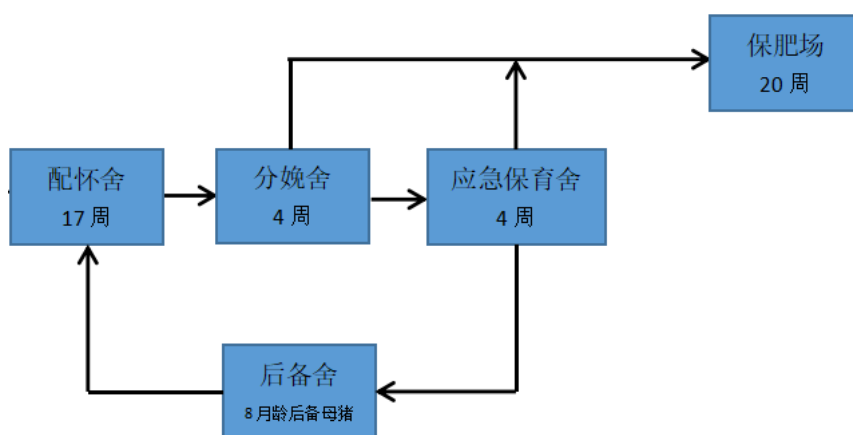 保肥场
20 周
配怀舍
17 周
分娩舍
4 周
应急保育舍
4 周
后备舍
8 月龄后备母猪